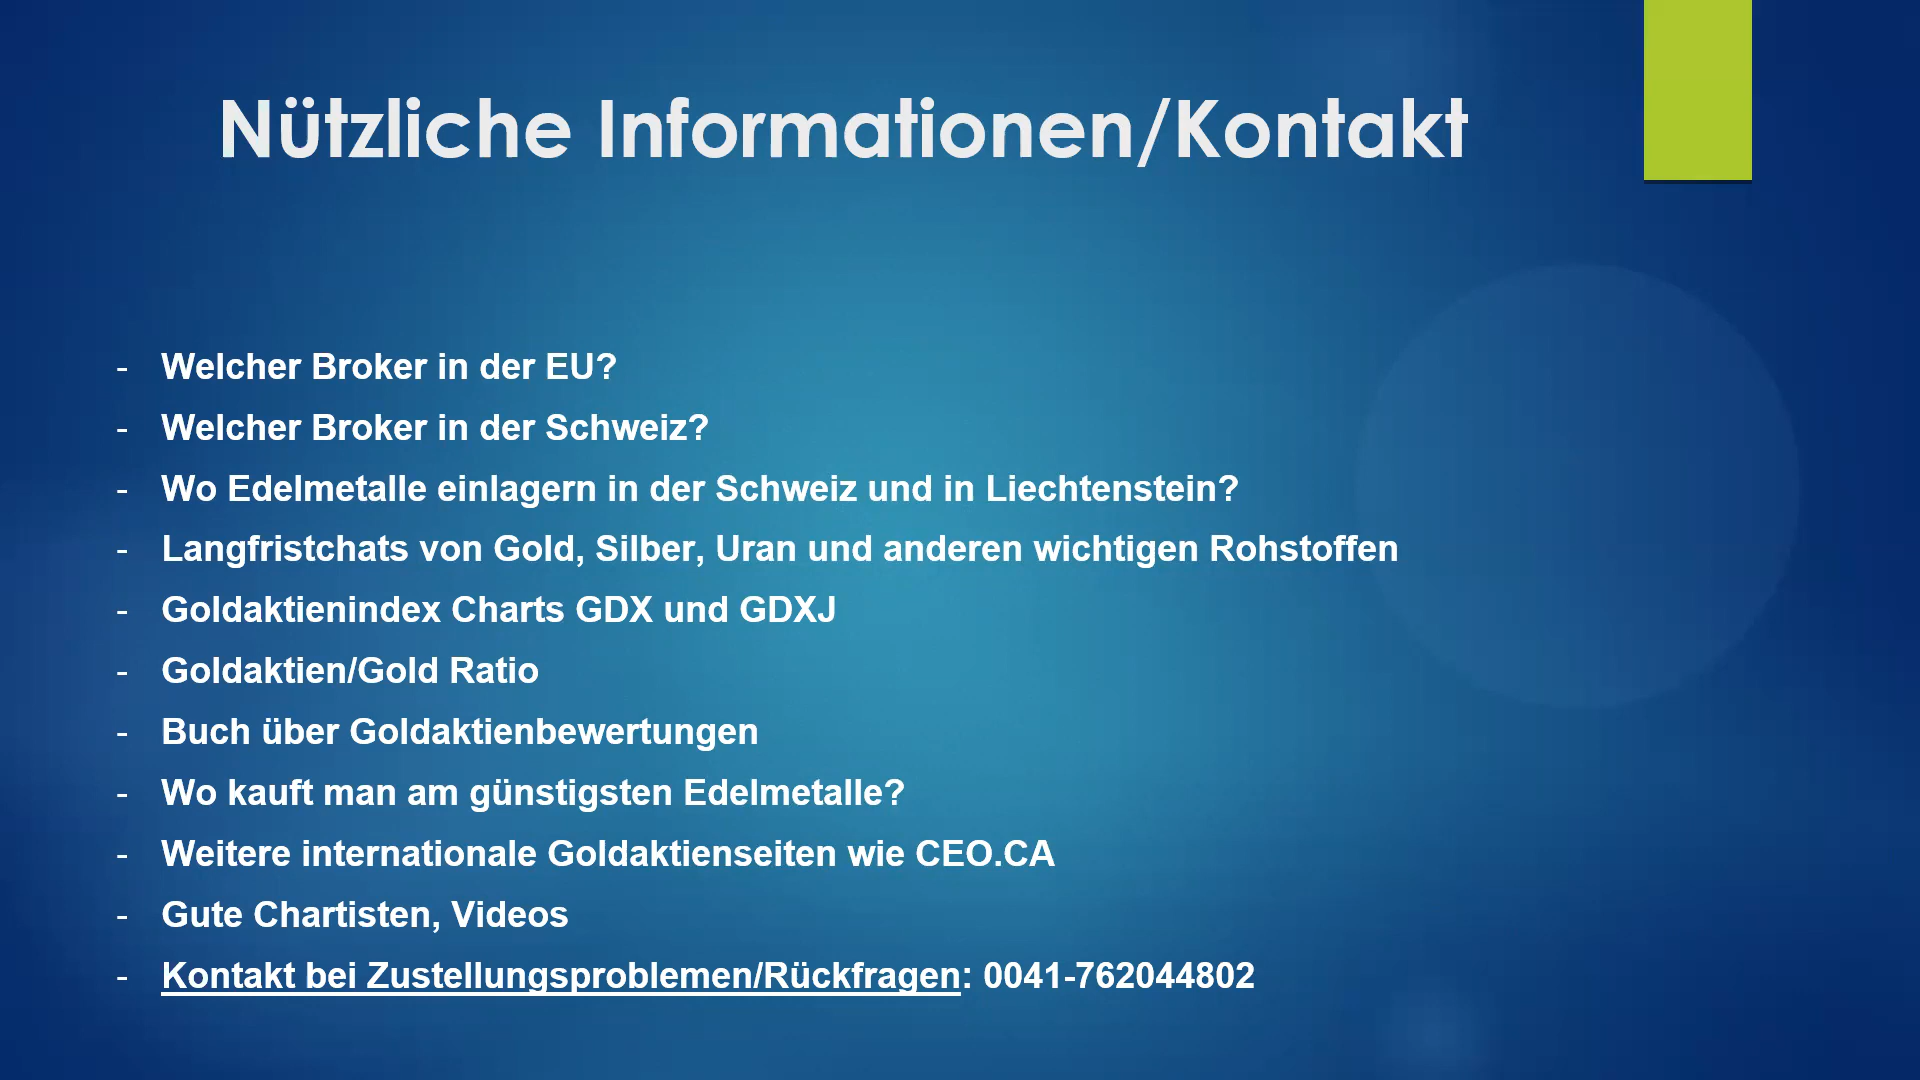 Nützliche Informationen/Kontakt
- Welcher Broker in der EU?
- Welcher Broker in der Schweiz?
- Wo Edelmetalle einlagern in der Schweiz und in Liechtenstein?
- Langfristchats von Gold, Silber, Uran und anderen wichtigen Rohstoffen
- Goldaktienindex Charts GDX und GDXJ
- Goldaktien/Gold Ratio
- Buch über Goldaktienbewertungen
- Wo kauft man am günstigsten Edelmetalle?
- Weitere internationale Goldaktienseiten wie CEO.CA
- Gute Chartisten, Videos
- Kontakt bei Zustellungsproblemen/Rückfragen: 0041-762044802